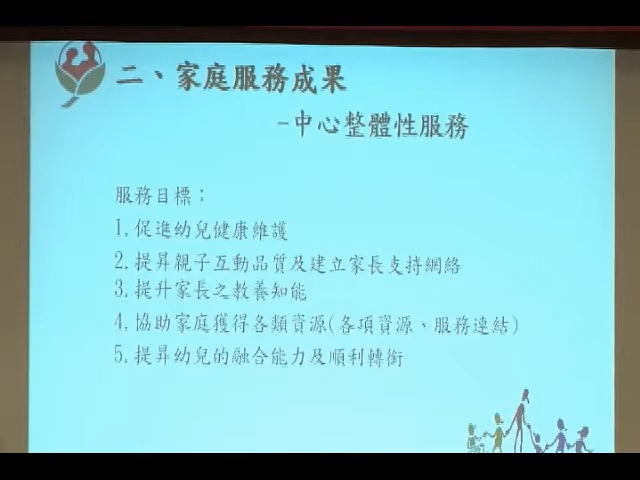 二、家庭服務成果
-中心整體性服務
服務目標：
1.促進幼兒健康維護
2.提昇親子互動品質及建立家長支持網絡
3.提升家長之教養知能
4.協助家庭獲得各類資源(各項資源、服務連結)
5.提昇幼兒的融合能力及順利轉銜